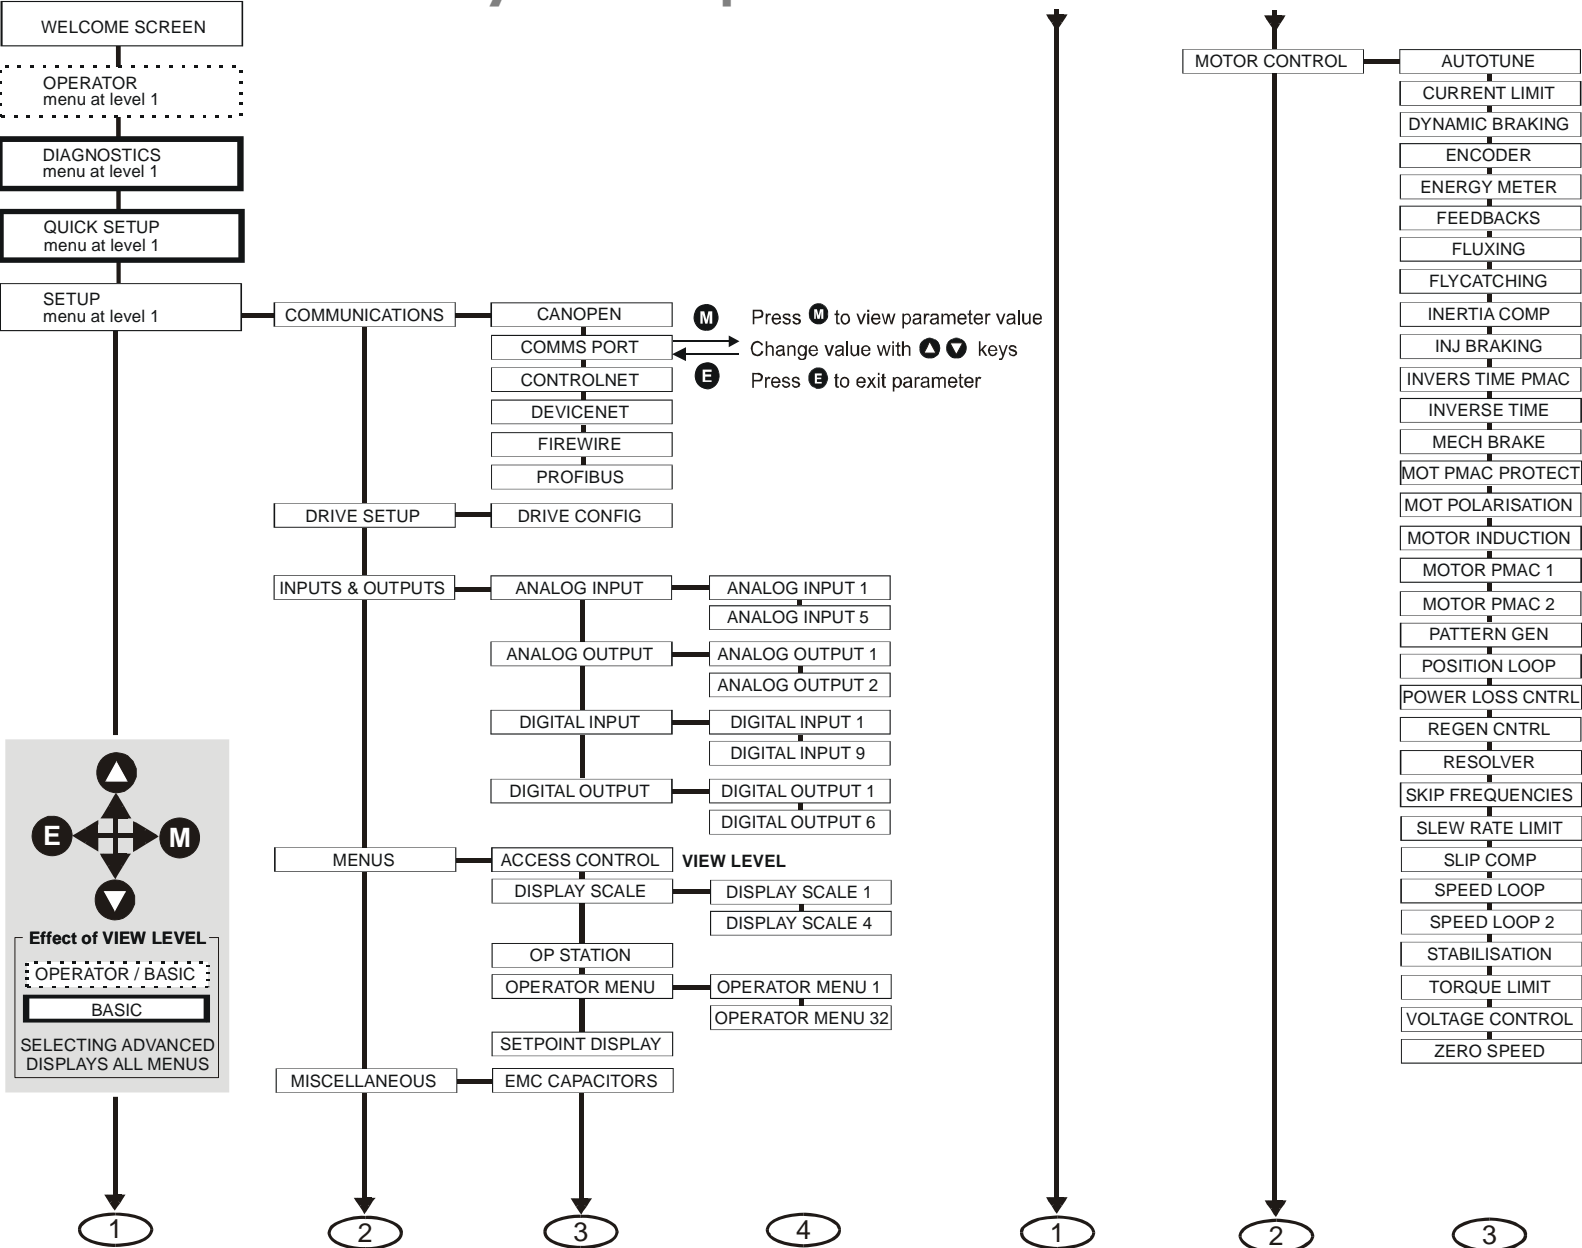 WELCOME SCREEN
OPERATOR
menu at level 1
DIAGNOSTICS
menu at level 1
QUICK SETUP
menu at level 1
SETUP
menu at level 1
E
M
Effect of VIEW LEVEL
OPERATOR / BASIC
BASIC
SELECTING ADVANCED
DISPLAYS ALL MENUS
1
COMMUNICATIONS
CANOPEN
COMMS PORT
CONTROLNET
DEVICENET
FIREWIRE
PROFIBUS
M Press M to view parameter value
Change value with keys
E Press E to exit parameter
DRIVE SETUP
DRIVE CONFIG
INPUTS & OUTPUTS
ANALOG INPUT
ANALOG INPUT 1
ANALOG INPUT 5
ANALOG OUTPUT
ANALOG OUTPUT 1
ANALOG OUTPUT 2
DIGITAL INPUT
DIGITAL INPUT 1
DIGITAL INPUT 9
DIGITAL OUTPUT
DIGITAL OUTPUT 1
DIGITAL OUTPUT 6
MENUS
ACCESS CONTROL
VIEW LEVEL
DISPLAY SCALE
DISPLAY SCALE 1
DISPLAY SCALE 4
OP STATION
OPERATOR MENU
OPERATOR MENU 1
OPERATOR MENU 32
SETPOINT DISPLAY
MISCELLANEOUS
EMC CAPACITORS
2
3
4
1
MOTOR CONTROL
AUTOTUNE
CURRENT LIMIT
DYNAMIC BRAKING
ENCODER
ENERGY METER
FEEDBACKS
FLUXING
FLYCATCHING
INERTIA COMP
INJ BRAKING
INVERS TIME PMAC
INVERSE TIME
MECH BRAKE
MOT PMAC PROTECT
MOT POLARISATION
MOTOR INDUCTION
MOTOR PMAC 1
MOTOR PMAC 2
PATTERN GEN
POSITION LOOP
POWER LOSS CNTRL
REGEN CNTRL
RESOLVER
SKIP FREQUENCIES
SLEW RATE LIMIT
SLIP COMP
SPEED LOOP
SPEED LOOP 2
STABILISATION
TORQUE LIMIT
VOLTAGE CONTROL
ZERO SPEED
2
3